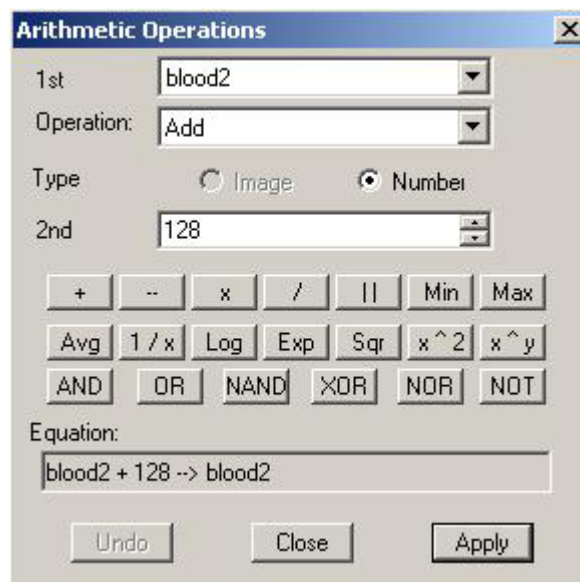 Arithmetic Operations
1st blood2
Operation: Add
Type Image Number
2nd 128
+ -- x / || Min Max
Avg 1/x Log Exp Sqr x^2 x^y
AND OR NAND XOR NOR NOT
Equation:
blood2 + 128 --> blood2
Undo Close Apply